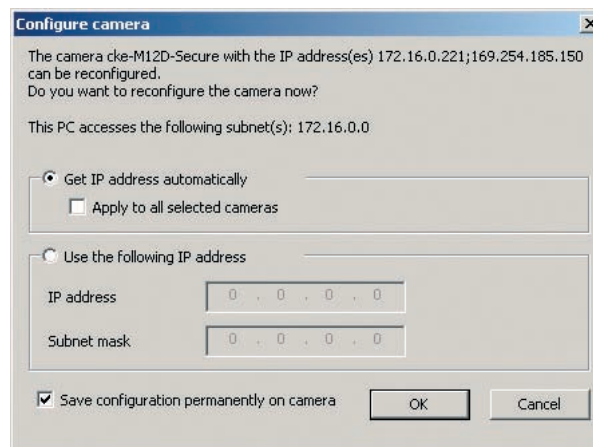 Configure camera
The camera cke-M12D-Secure with the IP address(es) 172.16.0.221;169.254.185.150
can be reconfigured.
Do you want to reconfigure the camera now?
This PC accesses the following subnet(s): 172.16.0.0
Get IP address automatically
Apply to all selected cameras
Use the following IP address
IP address 0 . 0 . 0 . 0
Subnet mask 0 . 0 . 0 . 0
Save configuration permanently on camera OK Cancel